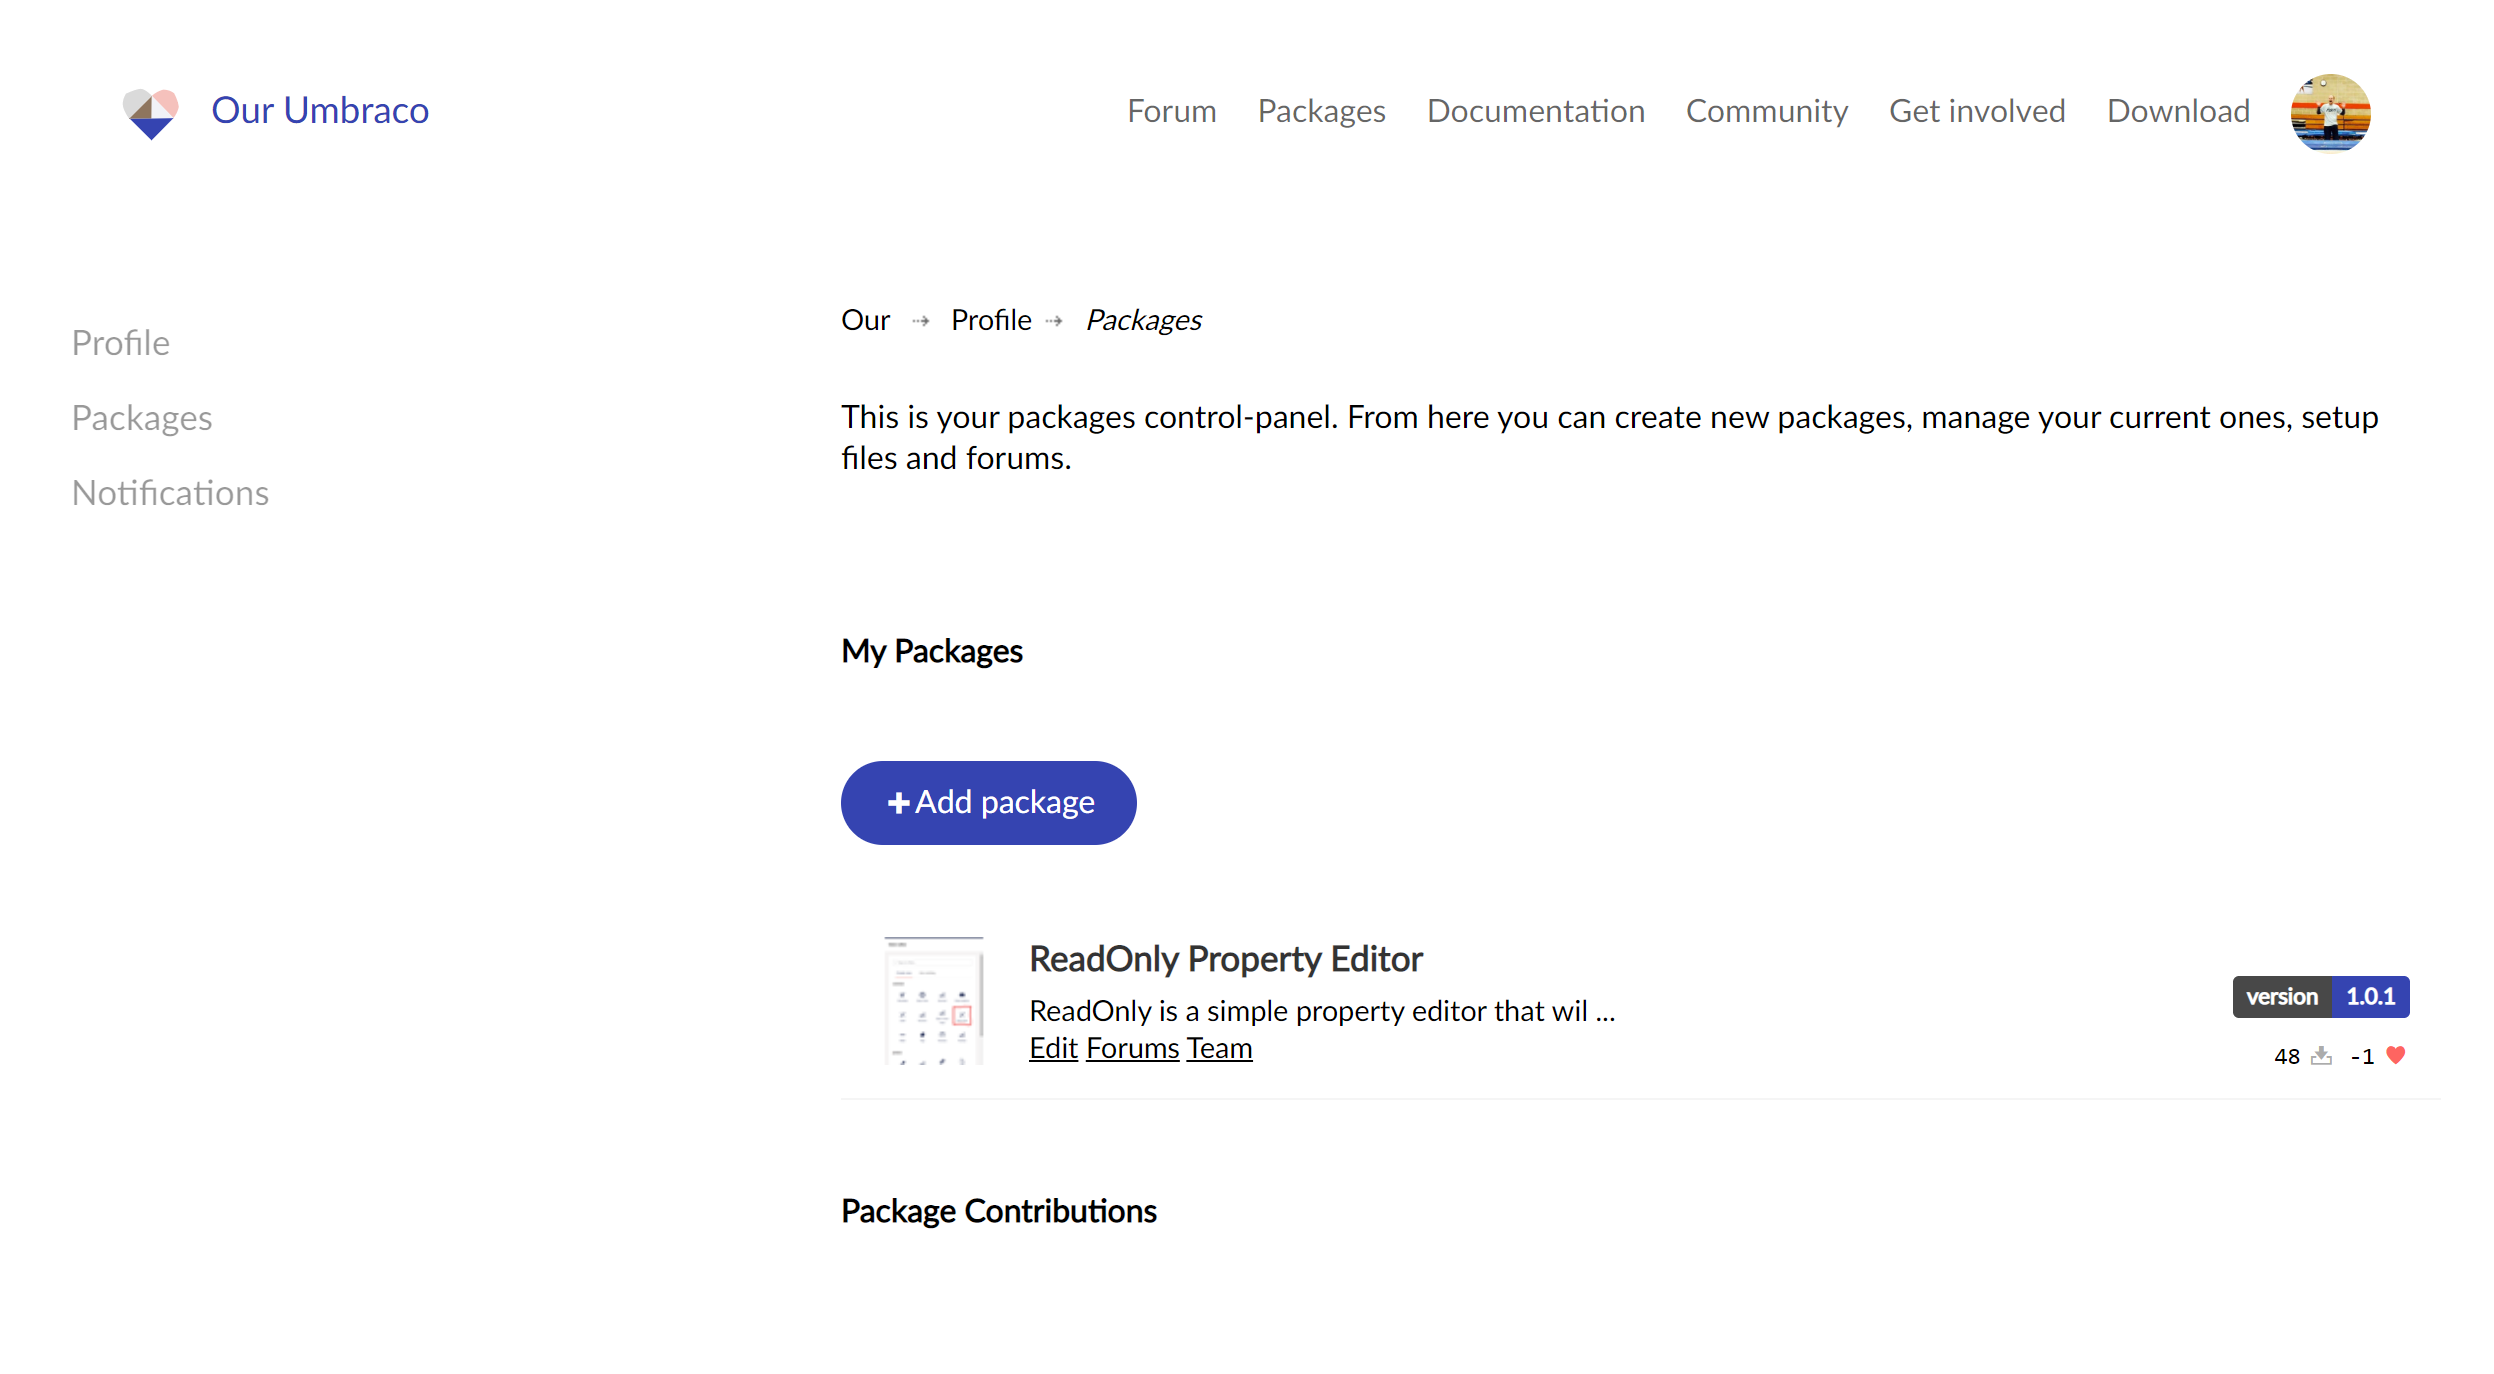 Our Umbraco
Forum Packages Documentation Community Get involved Download
Profile
Packages
Notifications
Our Profile Packages
This is your packages control-panel. From here you can create new packages, manage your current ones, setup
files and forums.
My Packages
Add package
ReadOnly Property Editor
ReadOnly is a simple property editor that wil ...
Edit Forums Team
version 1.0.1
48 -1
Package Contributions